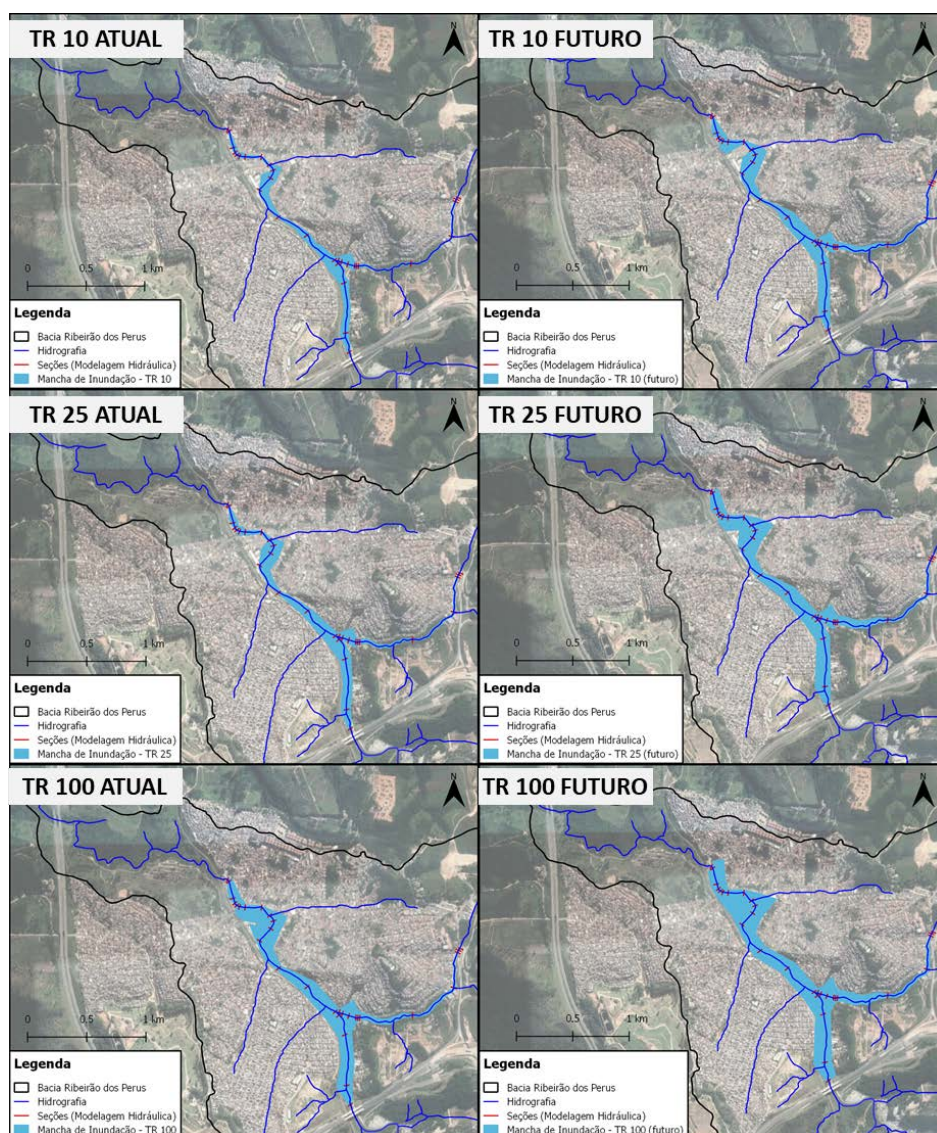 TR 10 ATUAL
N
0 0.5 1 km
Legenda
Bacia Ribeirão dos Perus
Hidrografia
Seções (Modelagem Hidráulica)
Mancha de Inundação - TR 10
TR 10 FUTURO
N
0 0.5 1 km
Legenda
Bacia Ribeirão dos Perus
Hidrografia
Seções (Modelagem Hidráulica)
Mancha de Inundação - TR 10 (futuro)
TR 25 ATUAL
N
0 0.5 1 km
Legenda
Bacia Ribeirão dos Perus
Hidrografia
Seções (Modelagem Hidráulica)
Mancha de Inundação - TR 25
TR 25 FUTURO
N
0 0.5 1 km
Legenda
Bacia Ribeirão dos Perus
Hidrografia
Seções (Modelagem Hidráulica)
Mancha de Inundação - TR 25 (futuro)
TR 100 ATUAL
N
0 0.5 1 km
Legenda
Bacia Ribeirão dos Perus
Hidrografia
Seções (Modelagem Hidráulica)
Mancha de Inundação - TR 100
TR 100 FUTURO
N
0 0.5 1 km
Legenda
Bacia Ribeirão dos Perus
Hidrografia
Seções (Modelagem Hidráulica)
Mancha de Inundação - TR 100 (futuro)